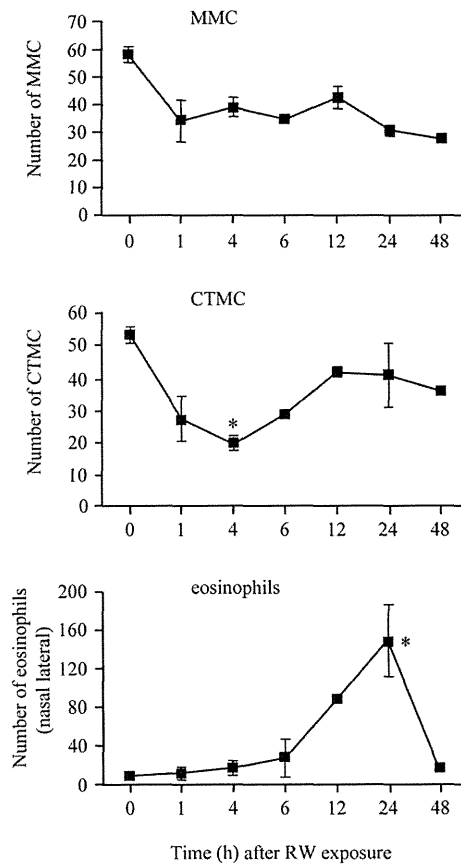 MMC
Number of MMC
70
60
50
40
30
20
10
0
0 1 4 6 12 24 48
CTMC
Number of CTMC
60
50
40
30
20
10
0
*
0 1 4 6 12 24 48
eosinophils
Number of eosinophils
(nasal lateral)
200
160
120
80
40
0
*
0 1 4 6 12 24 48
Time (h) after RW exposure